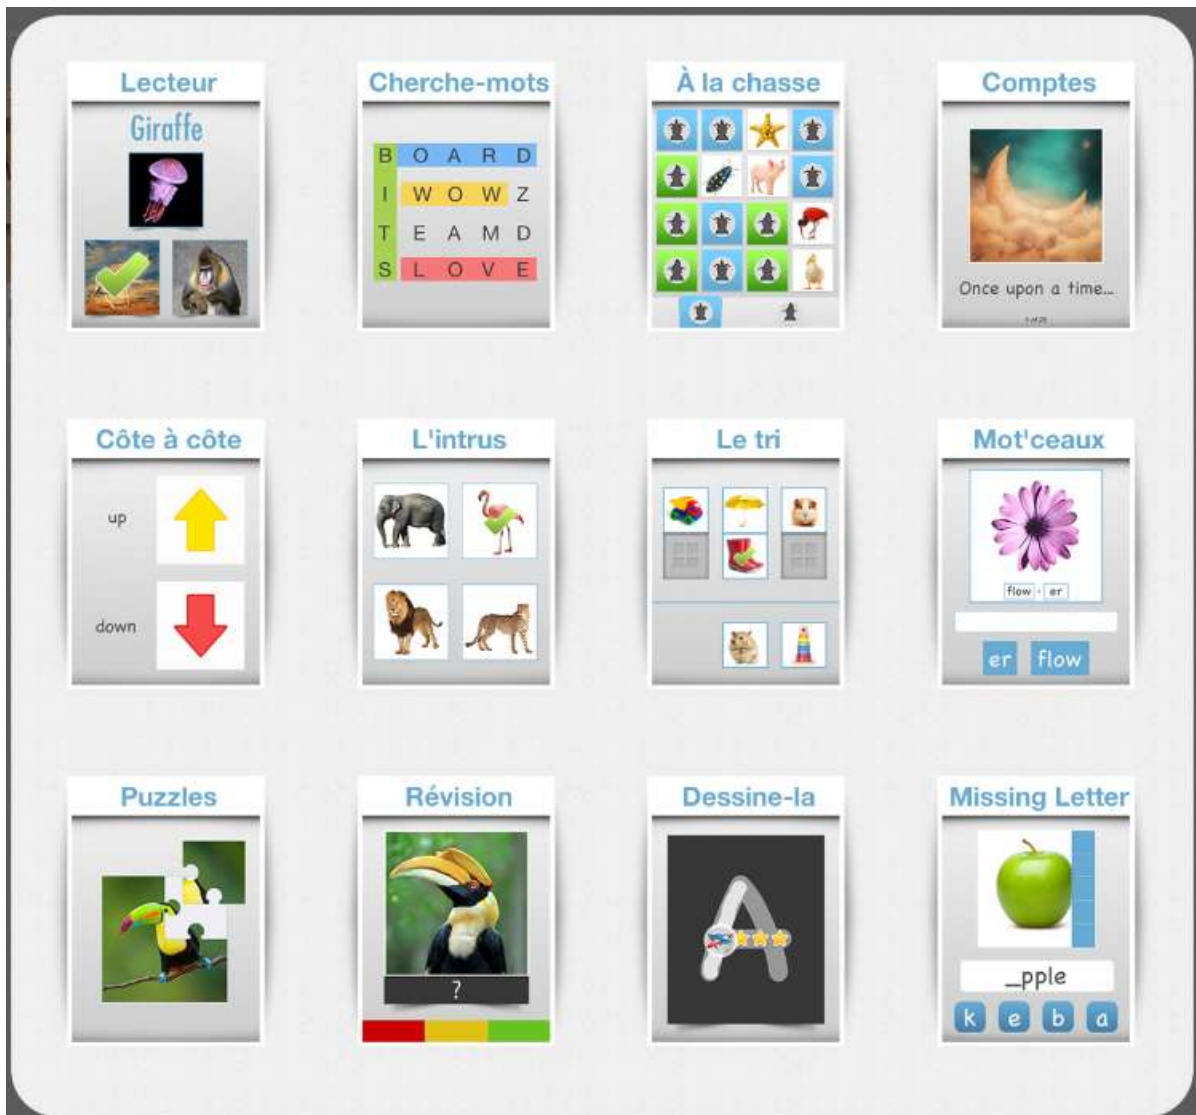 Lecteur
Giraffe
Cherche-mots
B O A R D
I W O W Z
T E A M D
S L O V E
À la chasse
Comptes
Once upon a time...
Côte à côte
up
down
L'intrus
Le tri
Mot'ceaux
flow · er
er flow
Puzzles
Révision
?
Dessine-la
A
Missing Letter
_pple
k e b a